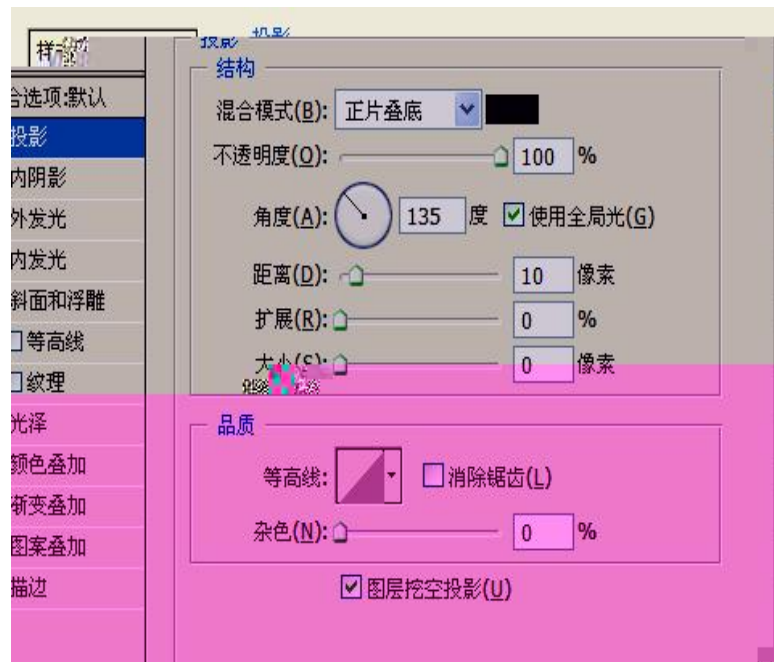 样
投影 投影
结构
合选项:默认
混合模式(B): 正片叠底
投影
不透明度(O): 100 %
内阴影
外发光
角度(A): 135 度 使用全局光(G)
内发光
距离(D): 10 像素
斜面和浮雕
扩展(R): 0 %
等高线
大小(S): 0 像素
纹理
光泽
品质
颜色叠加
等高线: 消除锯齿(L)
渐变叠加
杂色(N): 0 %
图案叠加
描边
图层挖空投影(U)